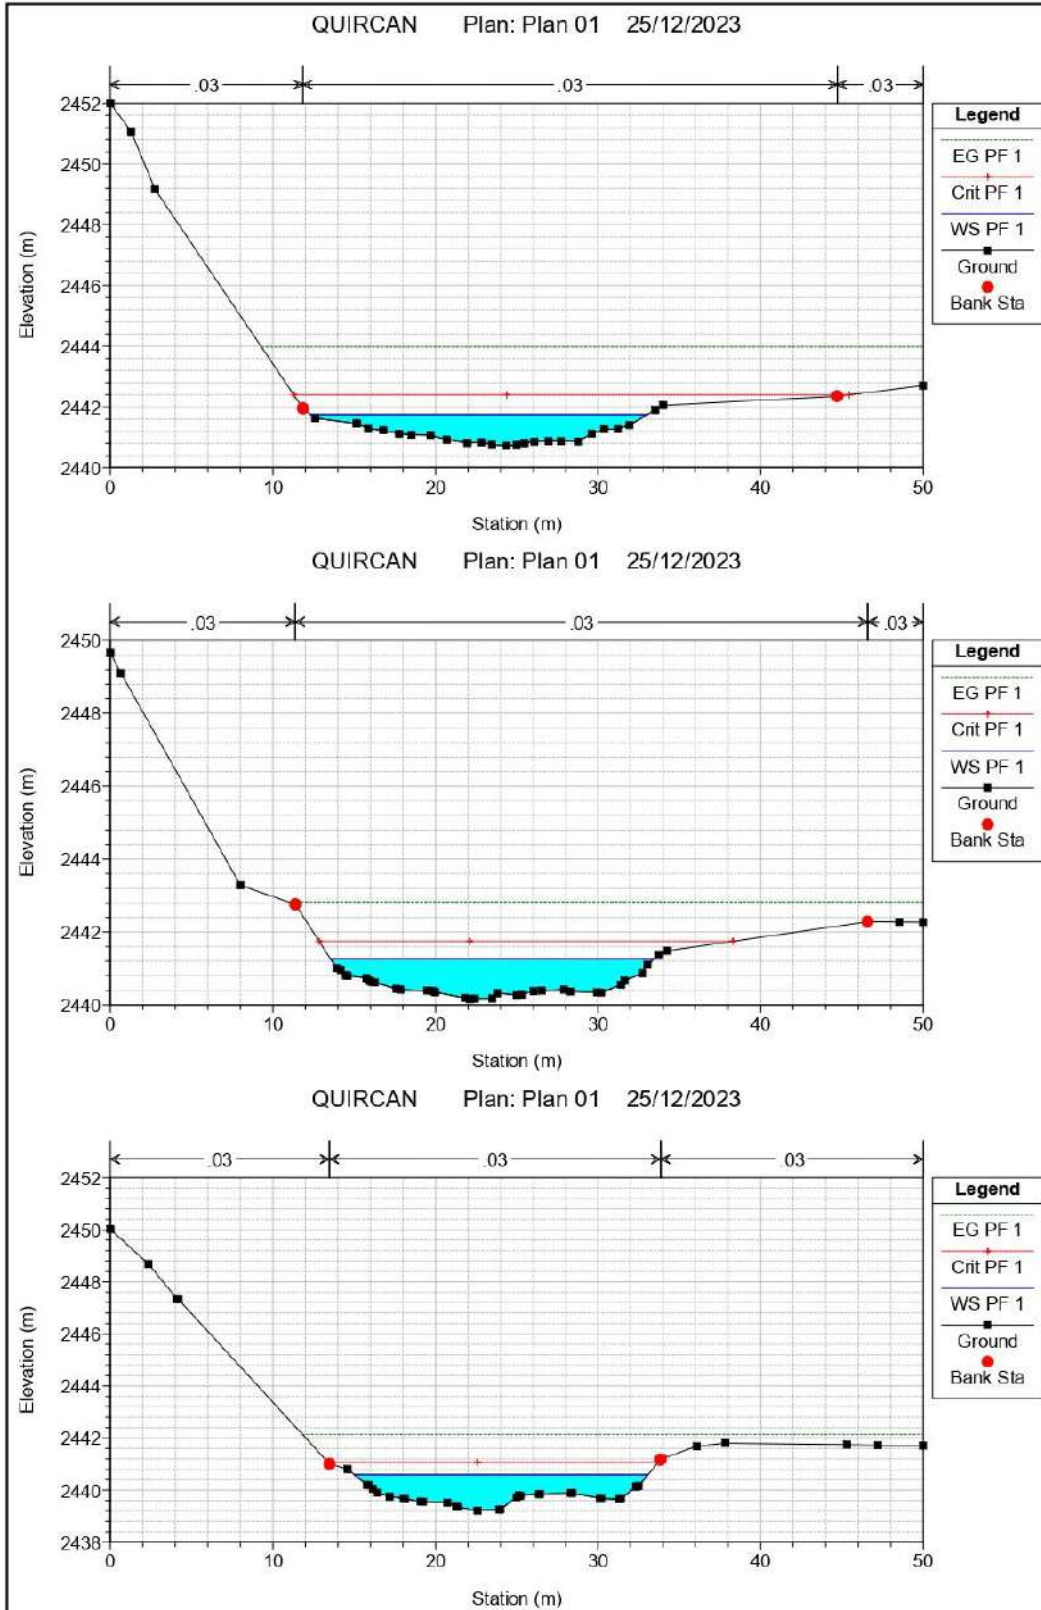 QUIRCAN Plan: Plan 01 25/12/2023
.03 .03 .03
Legend
EG PF 1
Crit PF 1
WS PF 1
Ground
Bank Sta
2452
2450
2448
2446
2444
2442
2440
Elevation (m)
0 10 20 30 40 50
Station (m)
QUIRCAN Plan: Plan 01 25/12/2023
.03 .03 .03
Legend
EG PF 1
Crit PF 1
WS PF 1
Ground
Bank Sta
2450
2448
2446
2444
2442
2440
Elevation (m)
0 10 20 30 40 50
Station (m)
QUIRCAN Plan: Plan 01 25/12/2023
.03 .03 .03
Legend
EG PF 1
Crit PF 1
WS PF 1
Ground
Bank Sta
2452
2450
2448
2446
2444
2442
2440
2438
Elevation (m)
0 10 20 30 40 50
Station (m)